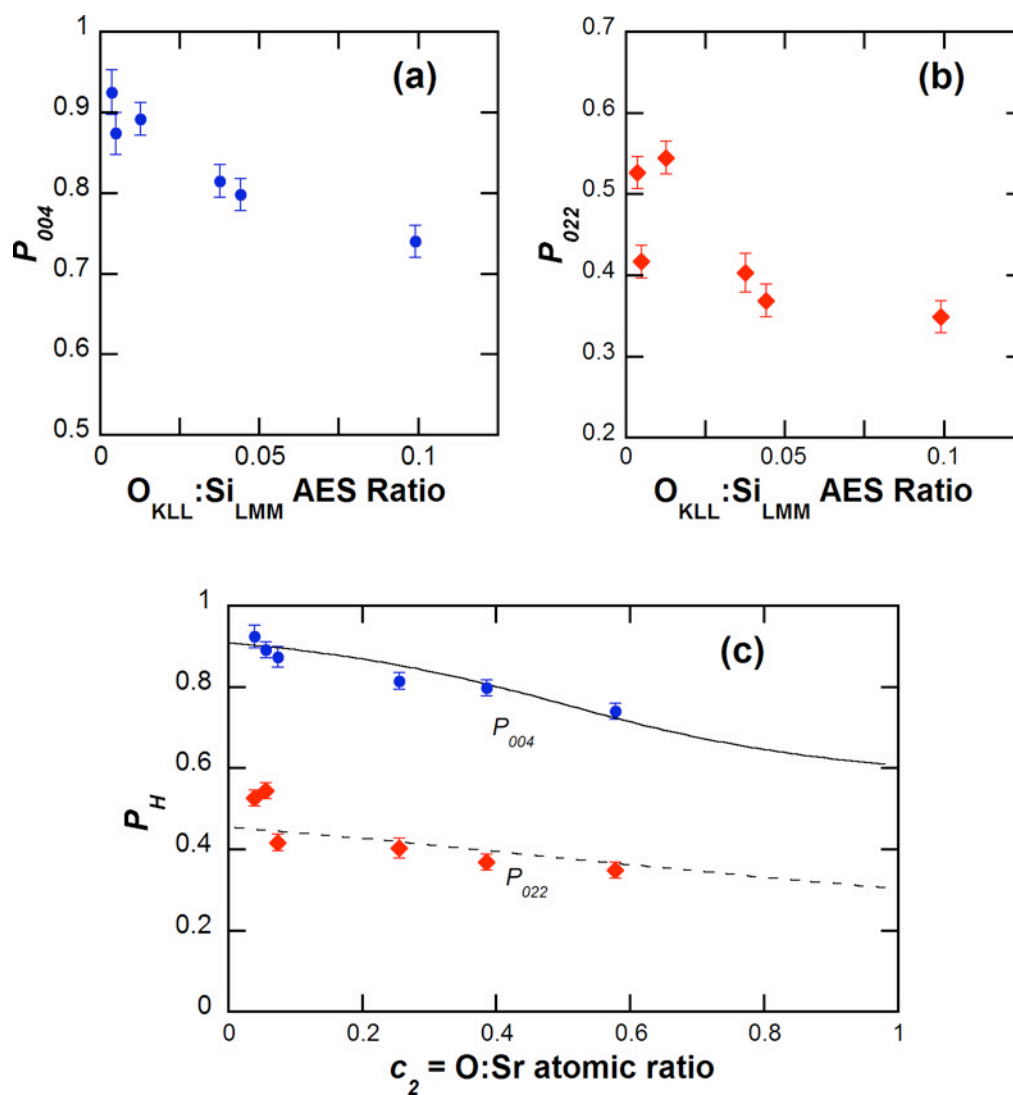 (a)
1
0.9
0.8
0.7
0.6
0.5
P004
0 0.05 0.1
OKLL:SiLMM AES Ratio
(b)
0.7
0.6
0.5
0.4
0.3
0.2
P022
0 0.05 0.1
OKLL:SiLMM AES Ratio
(c)
1
0.8
0.6
0.4
0.2
0
PH
P004
P022
0 0.2 0.4 0.6 0.8 1
c2 = O:Sr atomic ratio